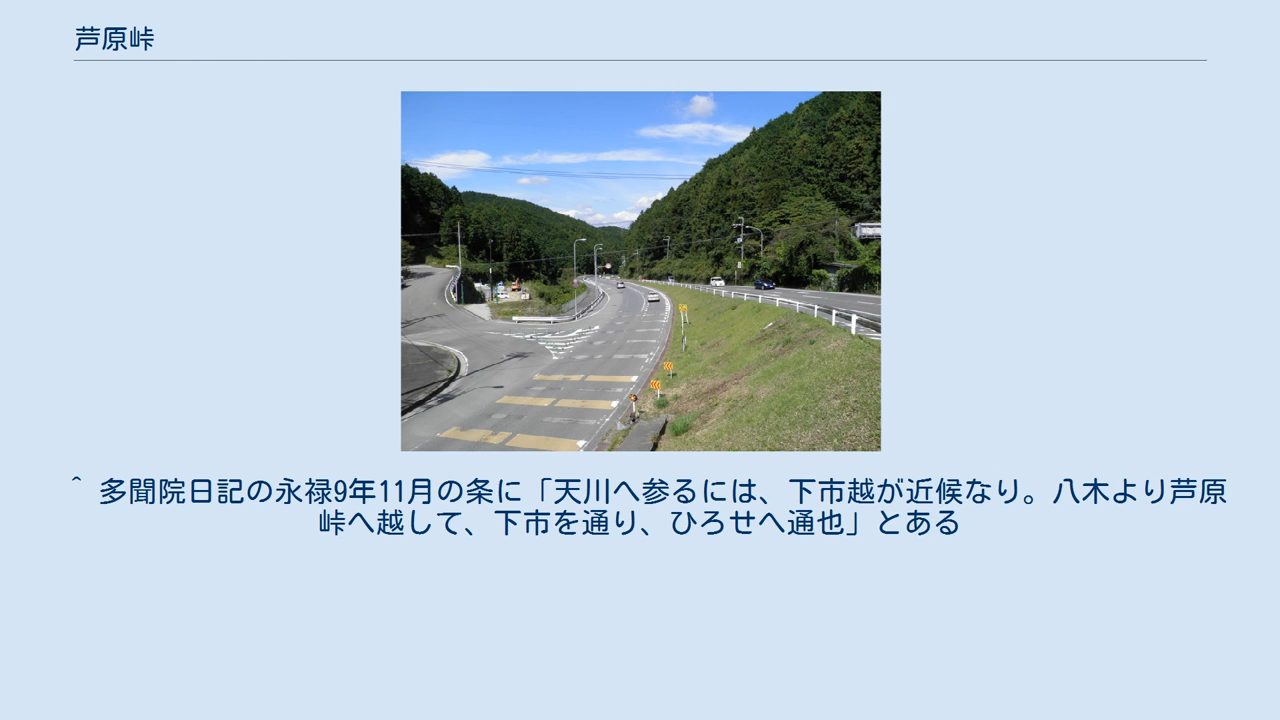 芦原峠
^ 多聞院日記の永禄9年11月の条に「天川へ参るには、下市越が近候なり。八木より芦原
峠へ越して、下市を通り、ひろせへ通也」とある